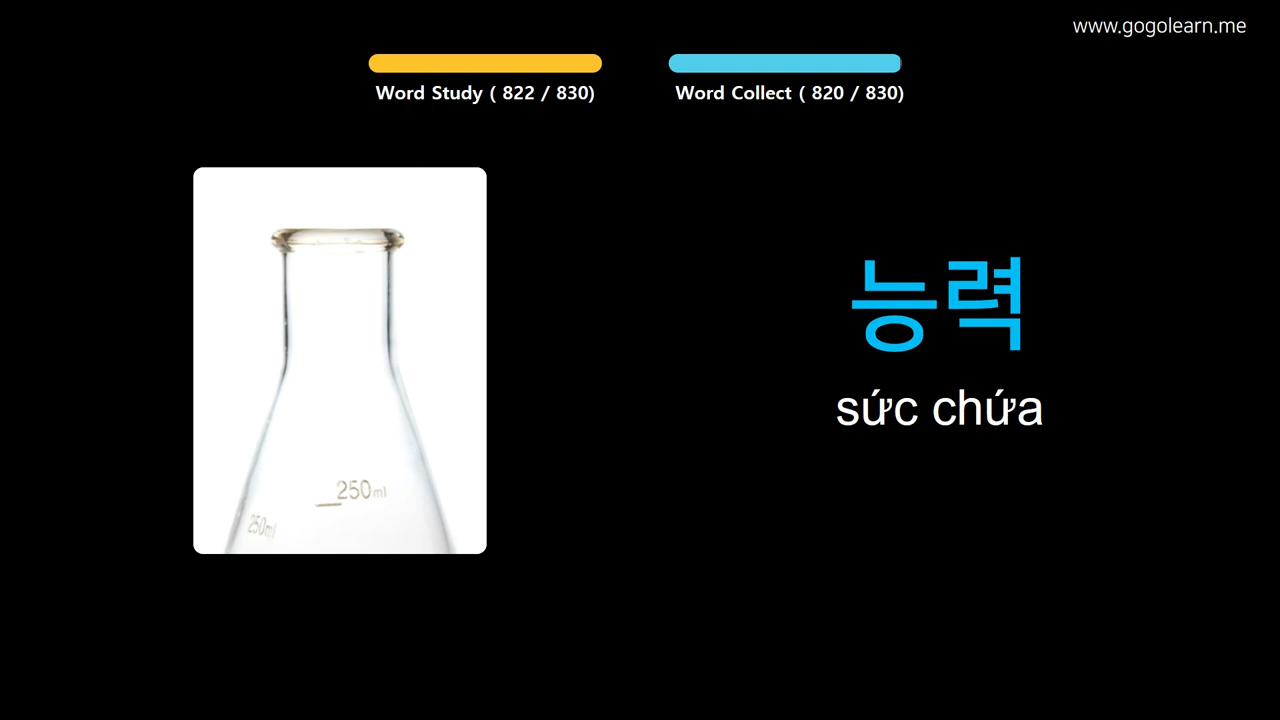 www.gogolearn.me
Word Study ( 822 / 830)
Word Collect ( 820 / 830)
능력
sức chứa
250ml
250ml